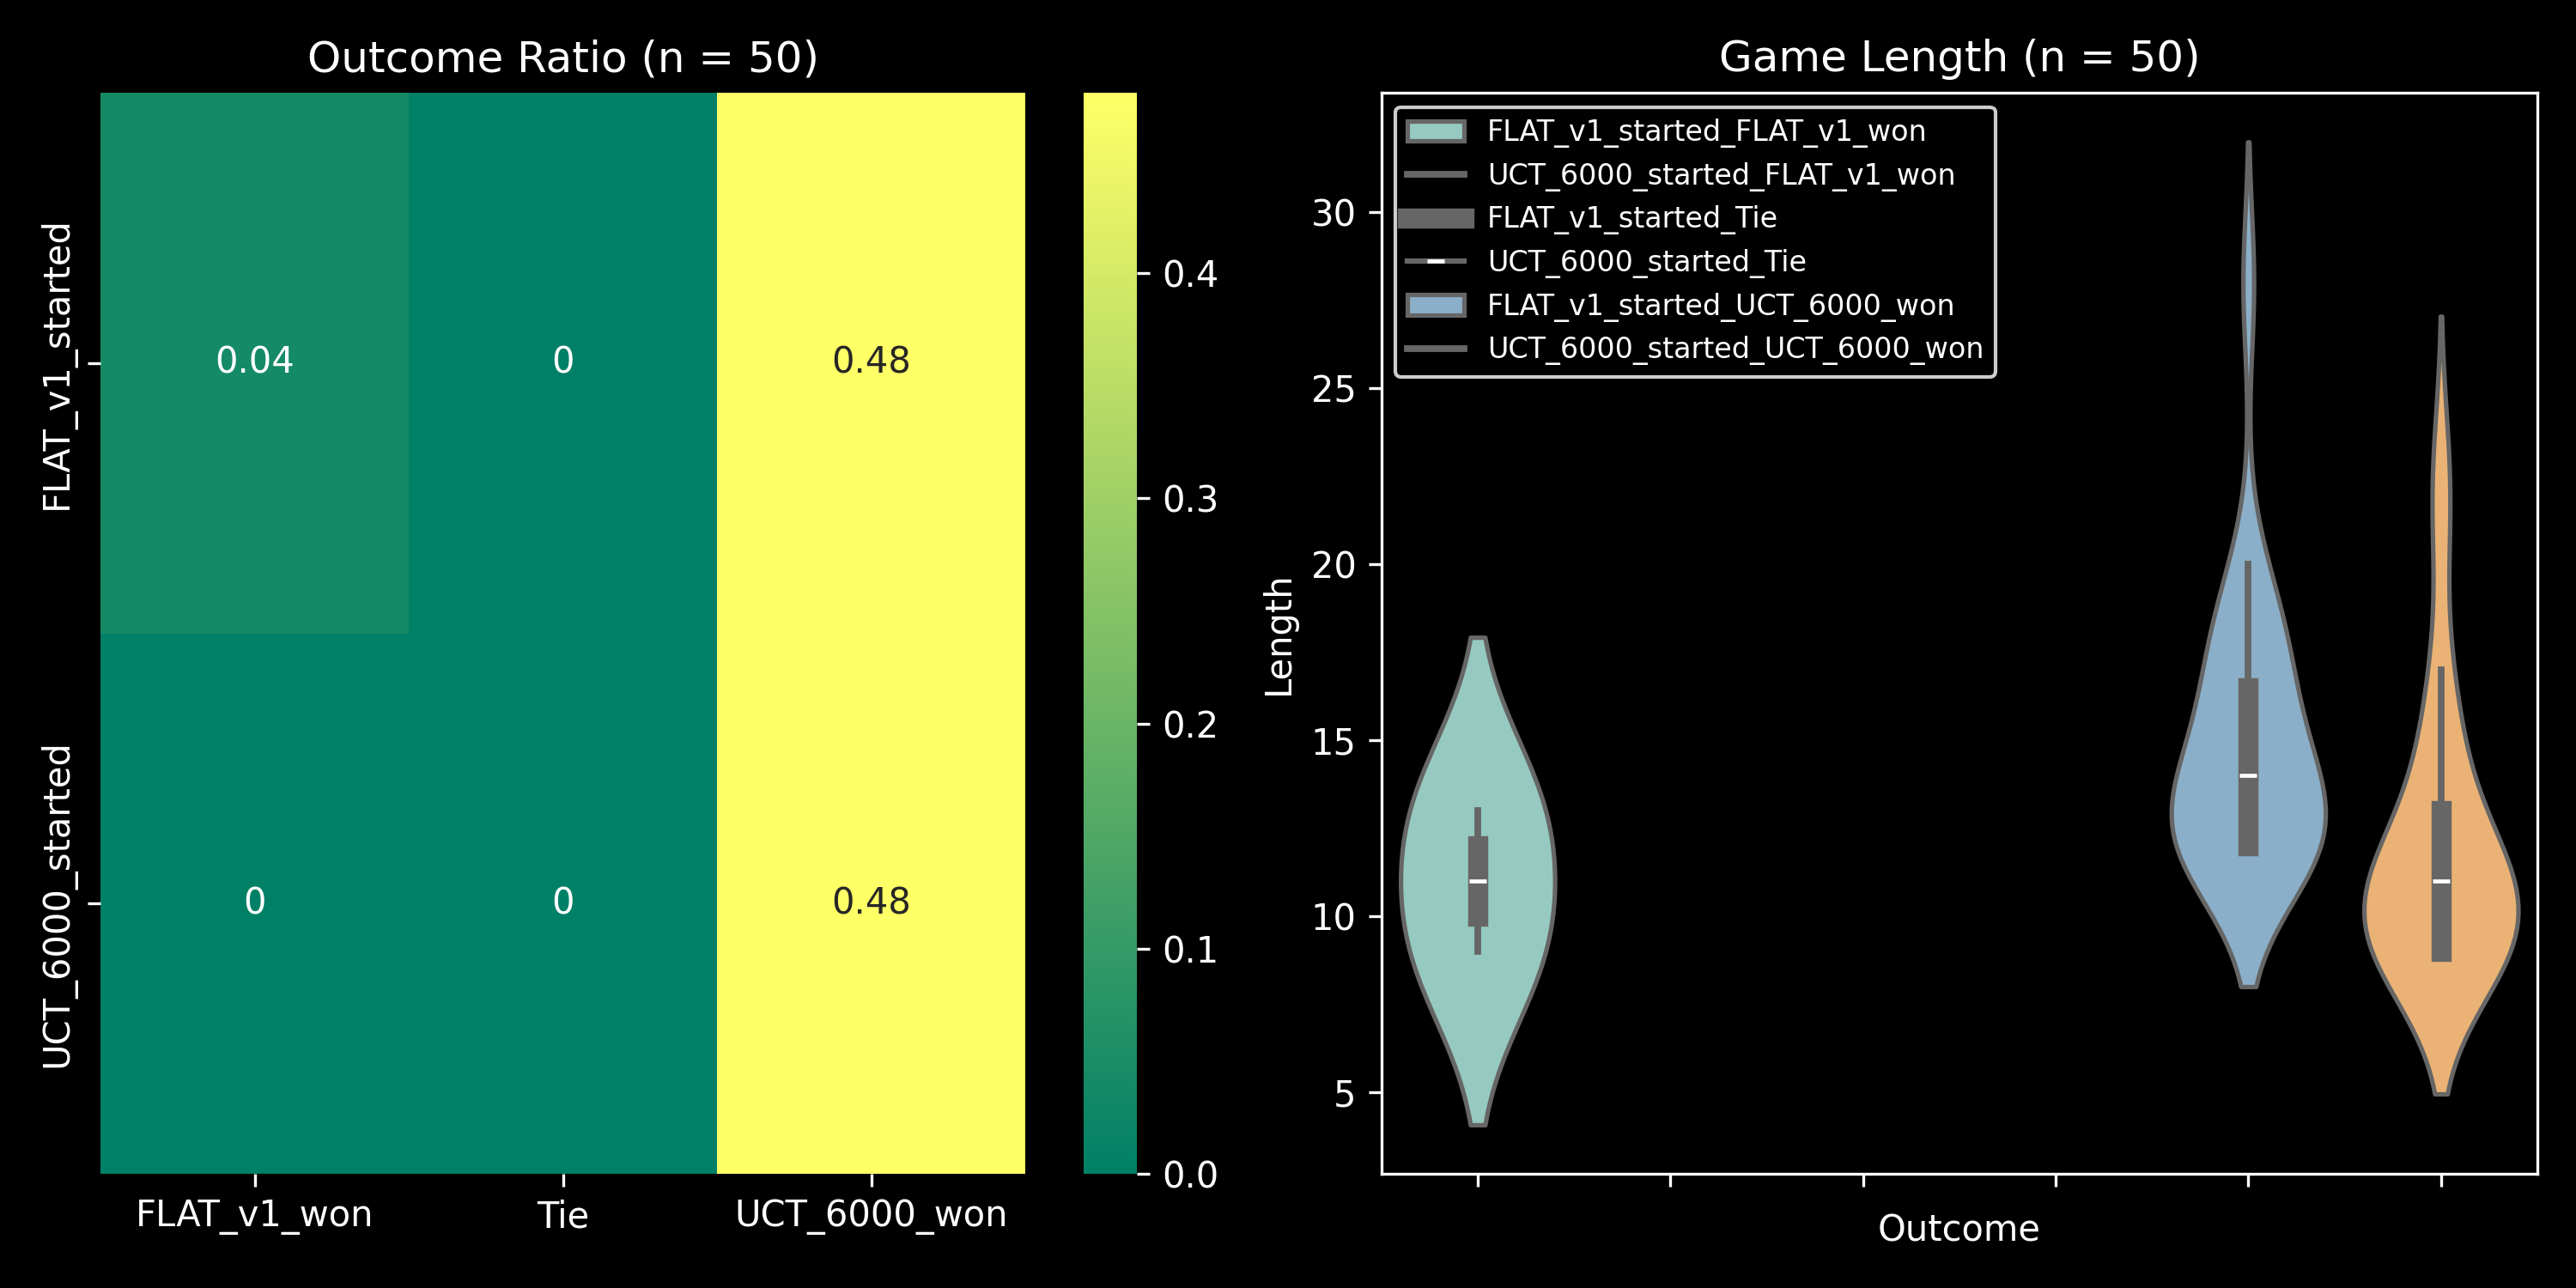 Outcome Ratio (n = 50)
FLAT_v1_started
UCT_6000_started
0.04
0
0.48
0
0
0.48
FLAT_v1_won
Tie
UCT_6000_won
0.4
0.3
0.2
0.1
0.0
Game Length (n = 50)
FLAT_v1_started_FLAT_v1_won
UCT_6000_started_FLAT_v1_won
FLAT_v1_started_Tie
UCT_6000_started_Tie
FLAT_v1_started_UCT_6000_won
UCT_6000_started_UCT_6000_won
Length
30
25
20
15
10
5
Outcome